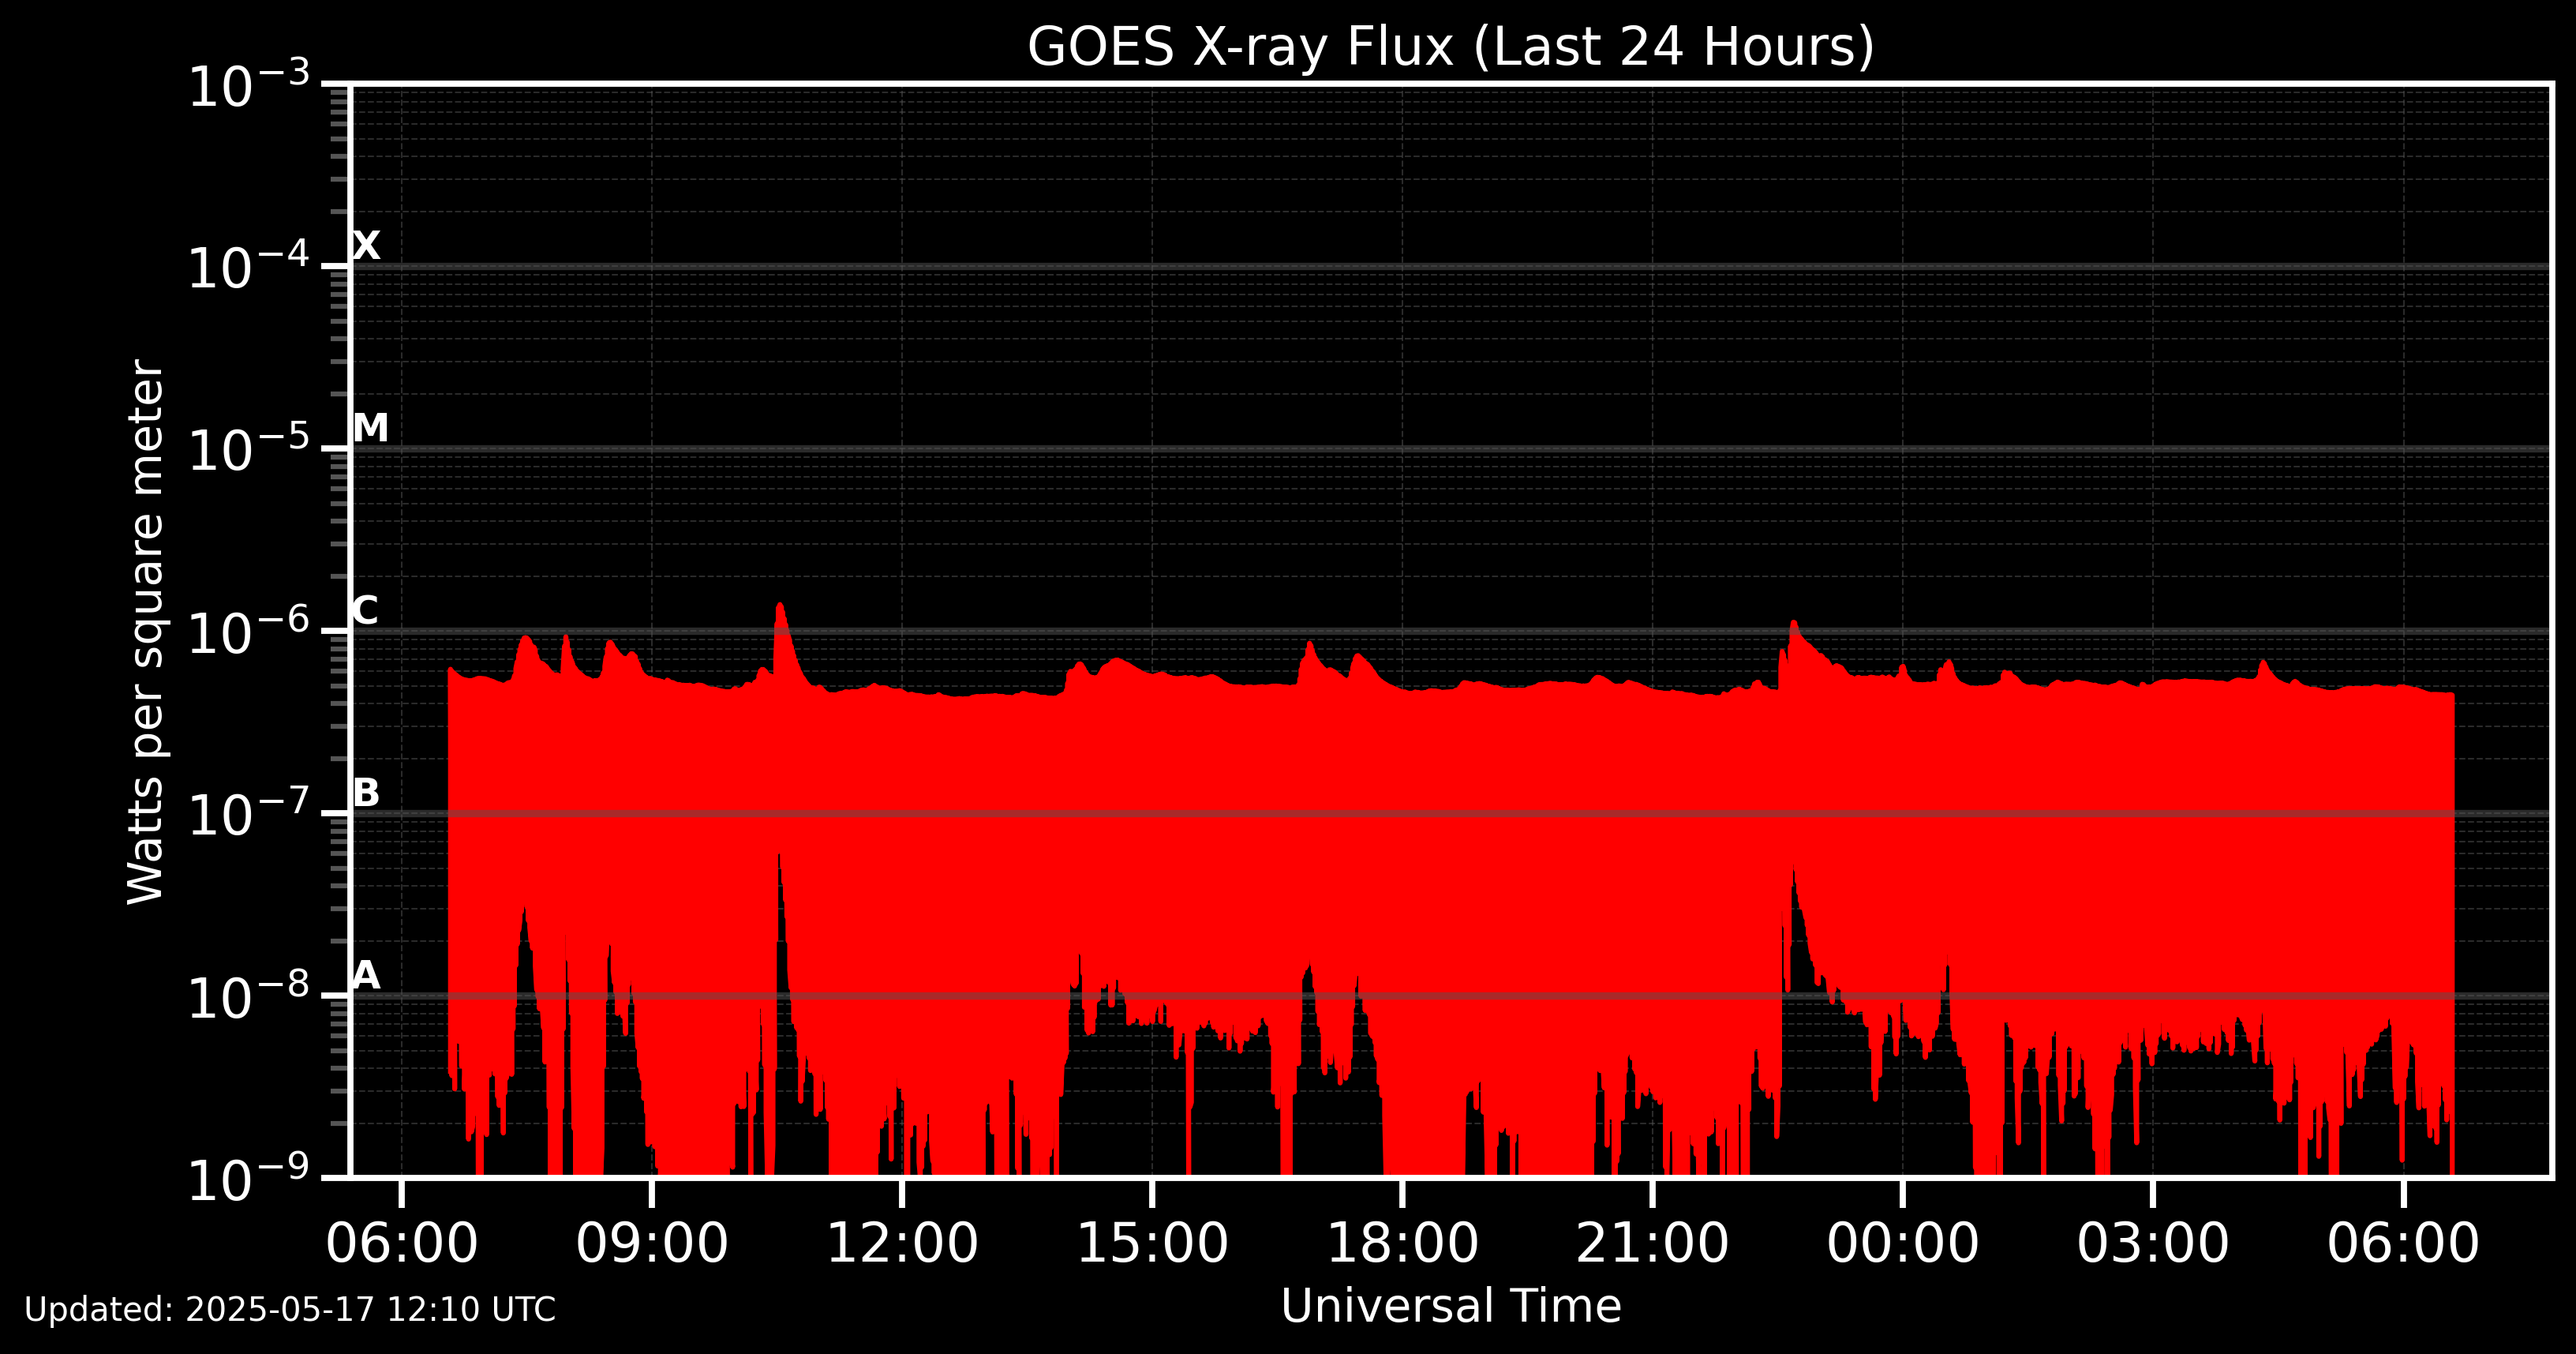 GOES X-ray Flux (Last 24 Hours)
10⁻³
10⁻⁴
10⁻⁵
10⁻⁶
10⁻⁷
10⁻⁸
10⁻⁹
Watts per square meter
X
M
C
B
A
06:00 09:00 12:00 15:00 18:00 21:00 00:00 03:00 06:00
Universal Time
Updated: 2025-05-17 12:10 UTC